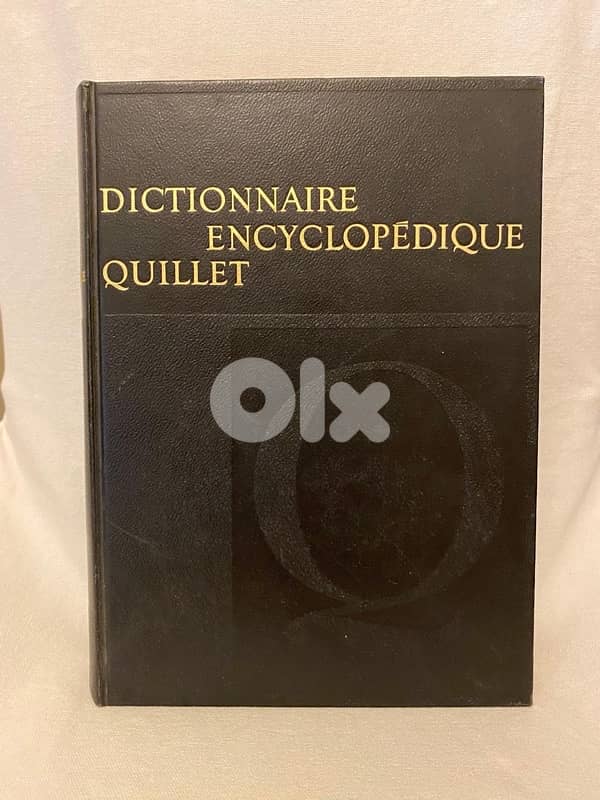 DICTIONNAIRE
ENCYCLOPÉDIQUE
QUILLET
olx
Q